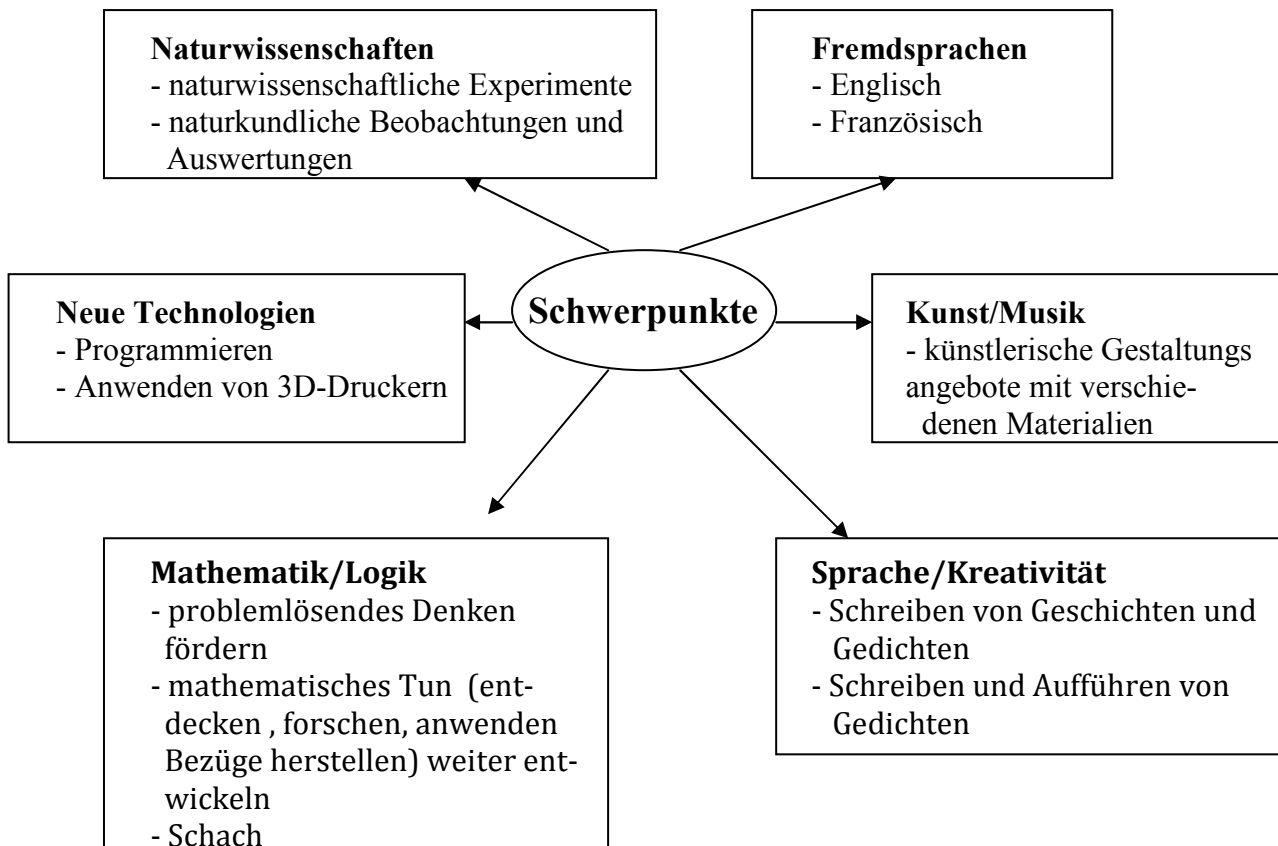 Naturwissenschaften
- naturwissenschaftliche Experimente
- naturkundliche Beobachtungen und
Auswertungen
Fremdsprachen
- Englisch
- Französisch
Schwerpunkte
Neue Technologien
- Programmieren
- Anwenden von 3D-Druckern
Kunst/Musik
- künstlerische Gestaltungs
angebote mit verschie-
denen Materialien
Mathematik/Logik
- problemlösendes Denken
fördern
- mathematisches Tun (ent-
decken , forschen, anwenden
Bezüge herstellen) weiter ent-
wickeln
- Schach
Sprache/Kreativität
- Schreiben von Geschichten und
Gedichten
- Schreiben und Aufführen von
Gedichten